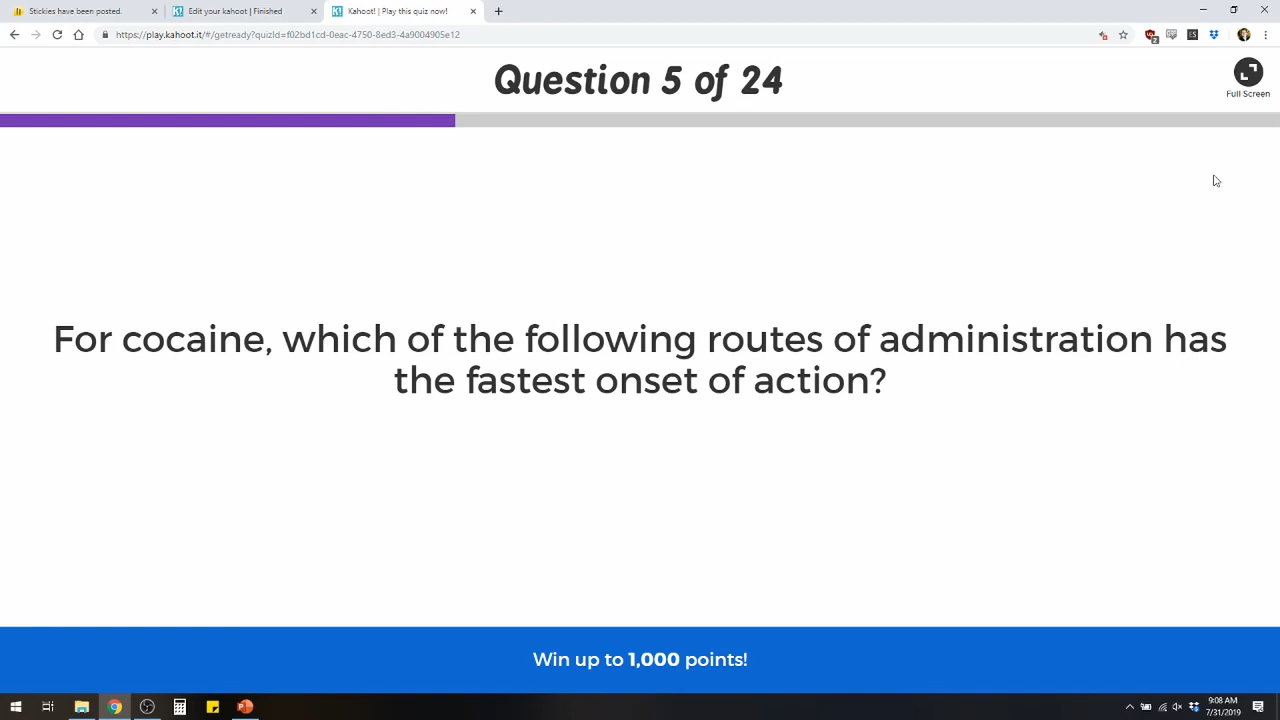 Stickies have been posted.
Edit your kahoot | Finished
Kahoot! | Play this quiz now!
https://play.kahoot.it/#/getready?quizId=f02bd1cd-0eac-4750-8ed3-4a9004905e12
Question 5 of 24
Full Screen
For cocaine, which of the following routes of administration has
the fastest onset of action?
Win up to 1,000 points!
9:08 AM
7/31/2019